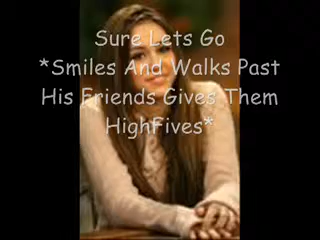 Sure Lets Go
*Smiles And Walks Past
His Friends Gives Them
HighFives*